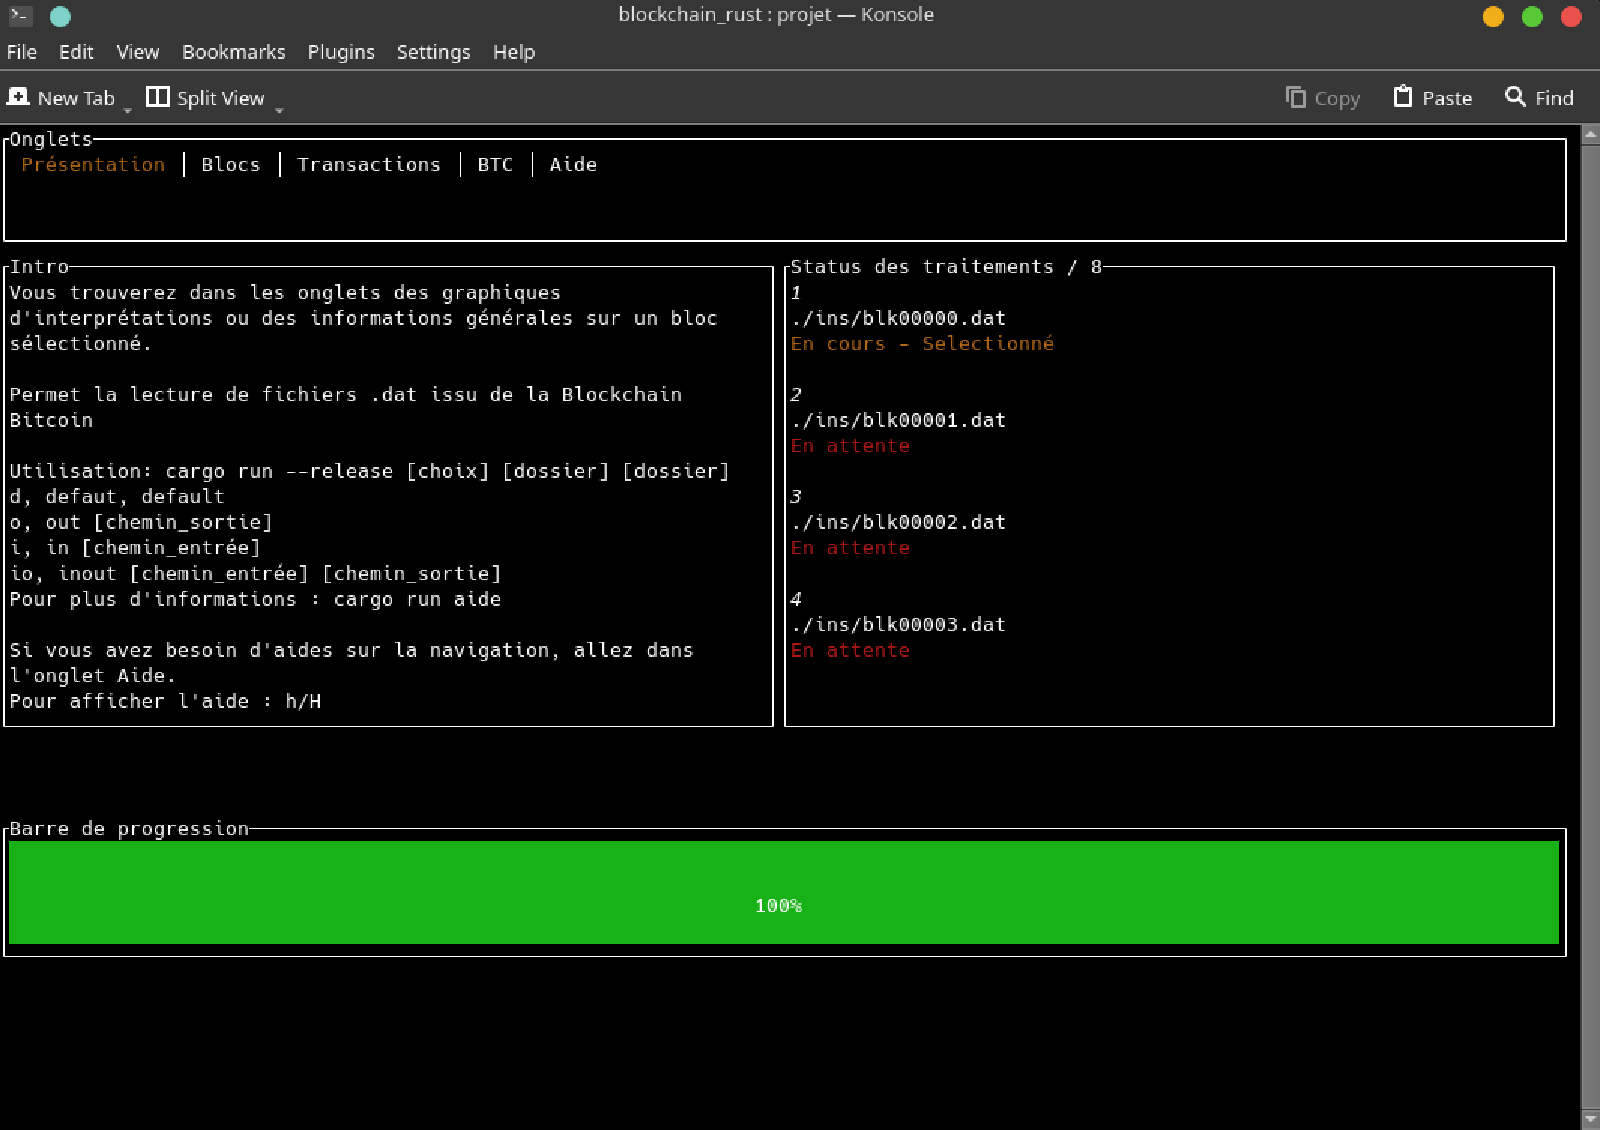 blockchain_rust : projet — Konsole
File Edit View Bookmarks Plugins Settings Help
New Tab Split View Copy Paste Find
Onglets
Présentation │ Blocs │ Transactions │ BTC │ Aide
Intro
Vous trouverez dans les onglets des graphiques
d'interprétations ou des informations générales sur un bloc
sélectionné.
Permet la lecture de fichiers .dat issu de la Blockchain
Bitcoin
Utilisation: cargo run --release [choix] [dossier] [dossier]
d, defaut, default
o, out [chemin_sortie]
i, in [chemin_entrée]
io, inout [chemin_entrée] [chemin_sortie]
Pour plus d'informations : cargo run aide
Si vous avez besoin d'aides sur la navigation, allez dans
l'onglet Aide.
Pour afficher l'aide : h/H
Status des traitements / 8
1
./ins/blk00000.dat
En cours - Selectionné
2
./ins/blk00001.dat
En attente
3
./ins/blk00002.dat
En attente
4
./ins/blk00003.dat
En attente
Barre de progression
100%